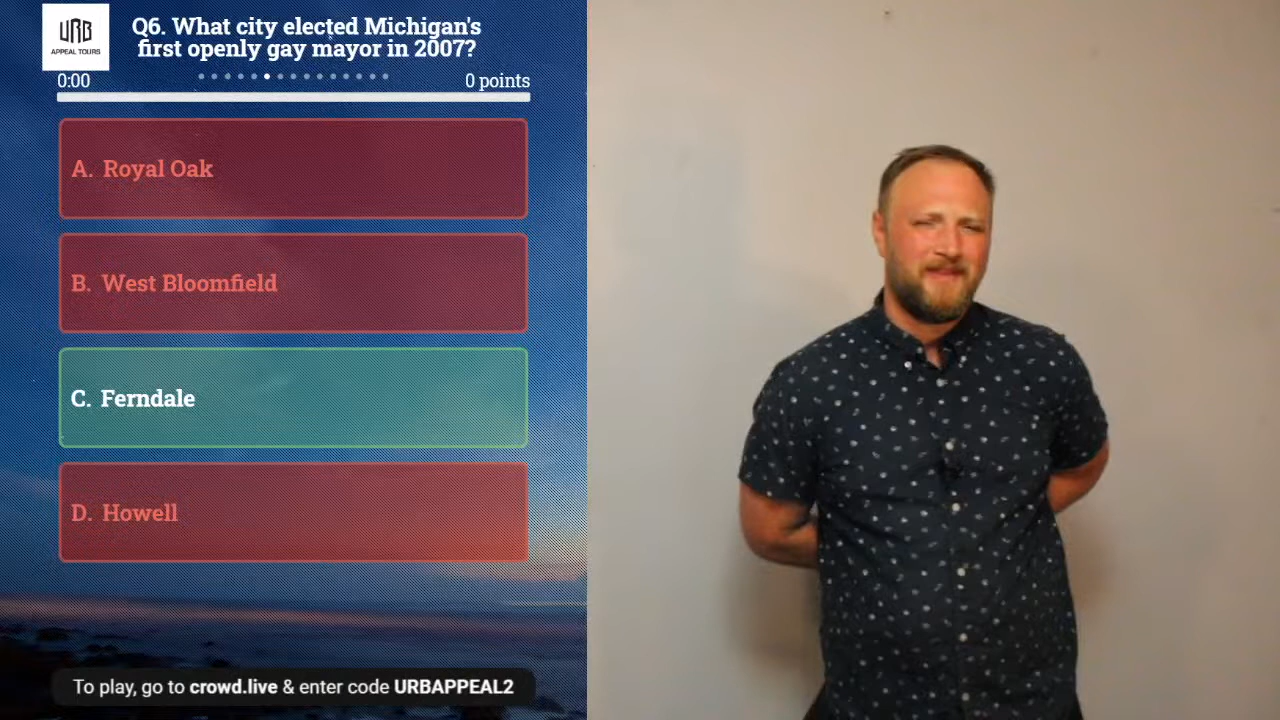 URB
APPEAL TOURS
Q6. What city elected Michigan's
first openly gay mayor in 2007?
0:00
0 points
A. Royal Oak
B. West Bloomfield
C. Ferndale
D. Howell
To play, go to crowd.live & enter code URBAPPEAL2